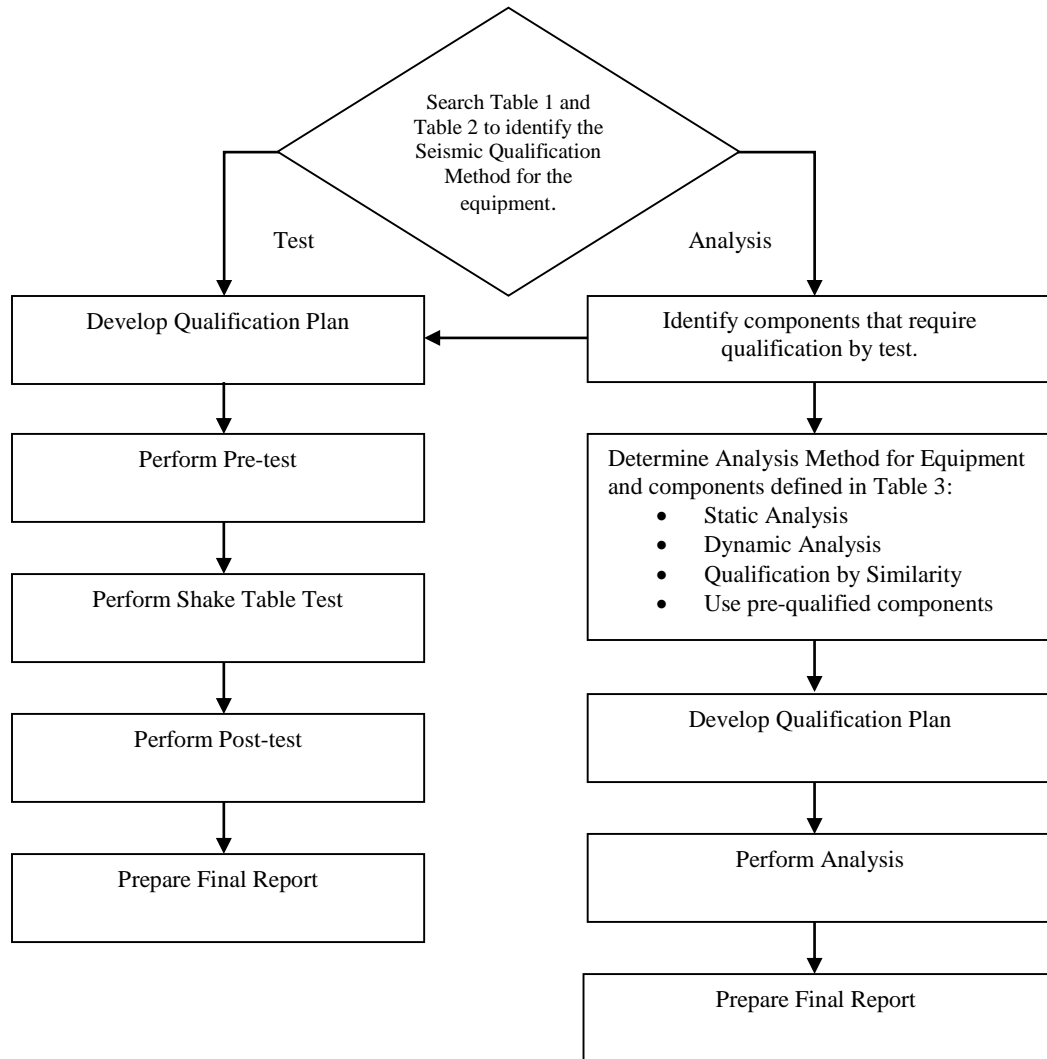 Search Table 1 and
Table 2 to identify the
Seismic Qualification
Method for the
equipment.
Test
Analysis
Develop Qualification Plan
Identify components that require
qualification by test.
Perform Pre-test
Determine Analysis Method for Equipment
and components defined in Table 3:
• Static Analysis
• Dynamic Analysis
• Qualification by Similarity
• Use pre-qualified components
Perform Shake Table Test
Develop Qualification Plan
Perform Post-test
Perform Analysis
Prepare Final Report
Prepare Final Report